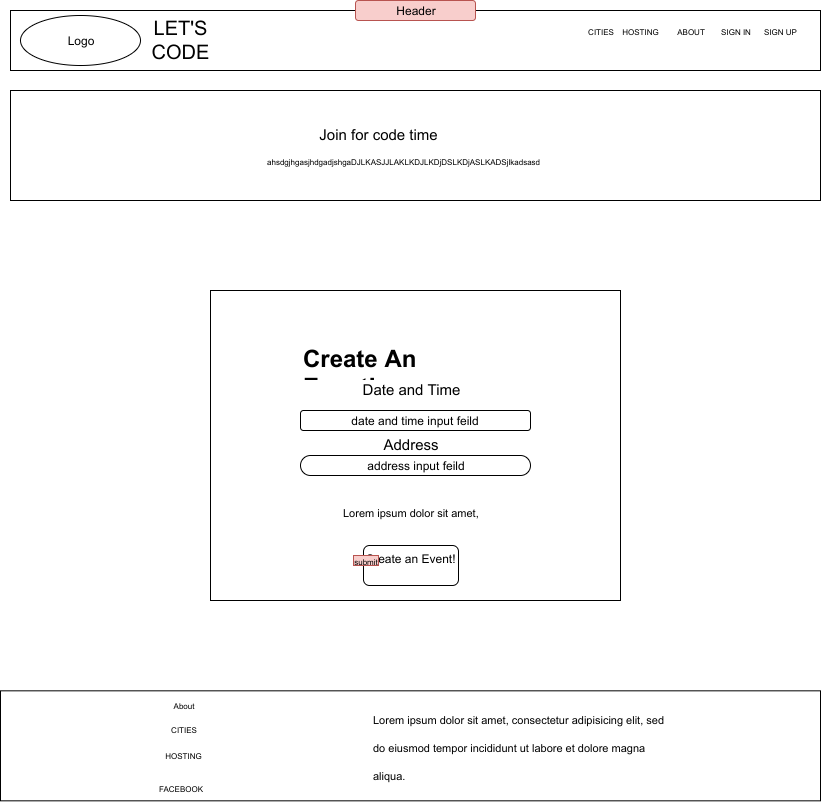 Header
Logo
LET'S
CODE
CITIES HOSTING ABOUT SIGN IN SIGN UP
Join for code time
ahsdgjhgasjhdgadjshgaDJLKASJJLAKLKDJLKDjDSLKDjASLKADSjlkadsasd
Create An
Date and Time
date and time input feild
Address
address input feild
Lorem ipsum dolor sit amet,
submit
Create an Event!
About
CITIES
HOSTING
FACEBOOK
Lorem ipsum dolor sit amet, consectetur adipisicing elit, sed
do eiusmod tempor incididunt ut labore et dolore magna
aliqua.